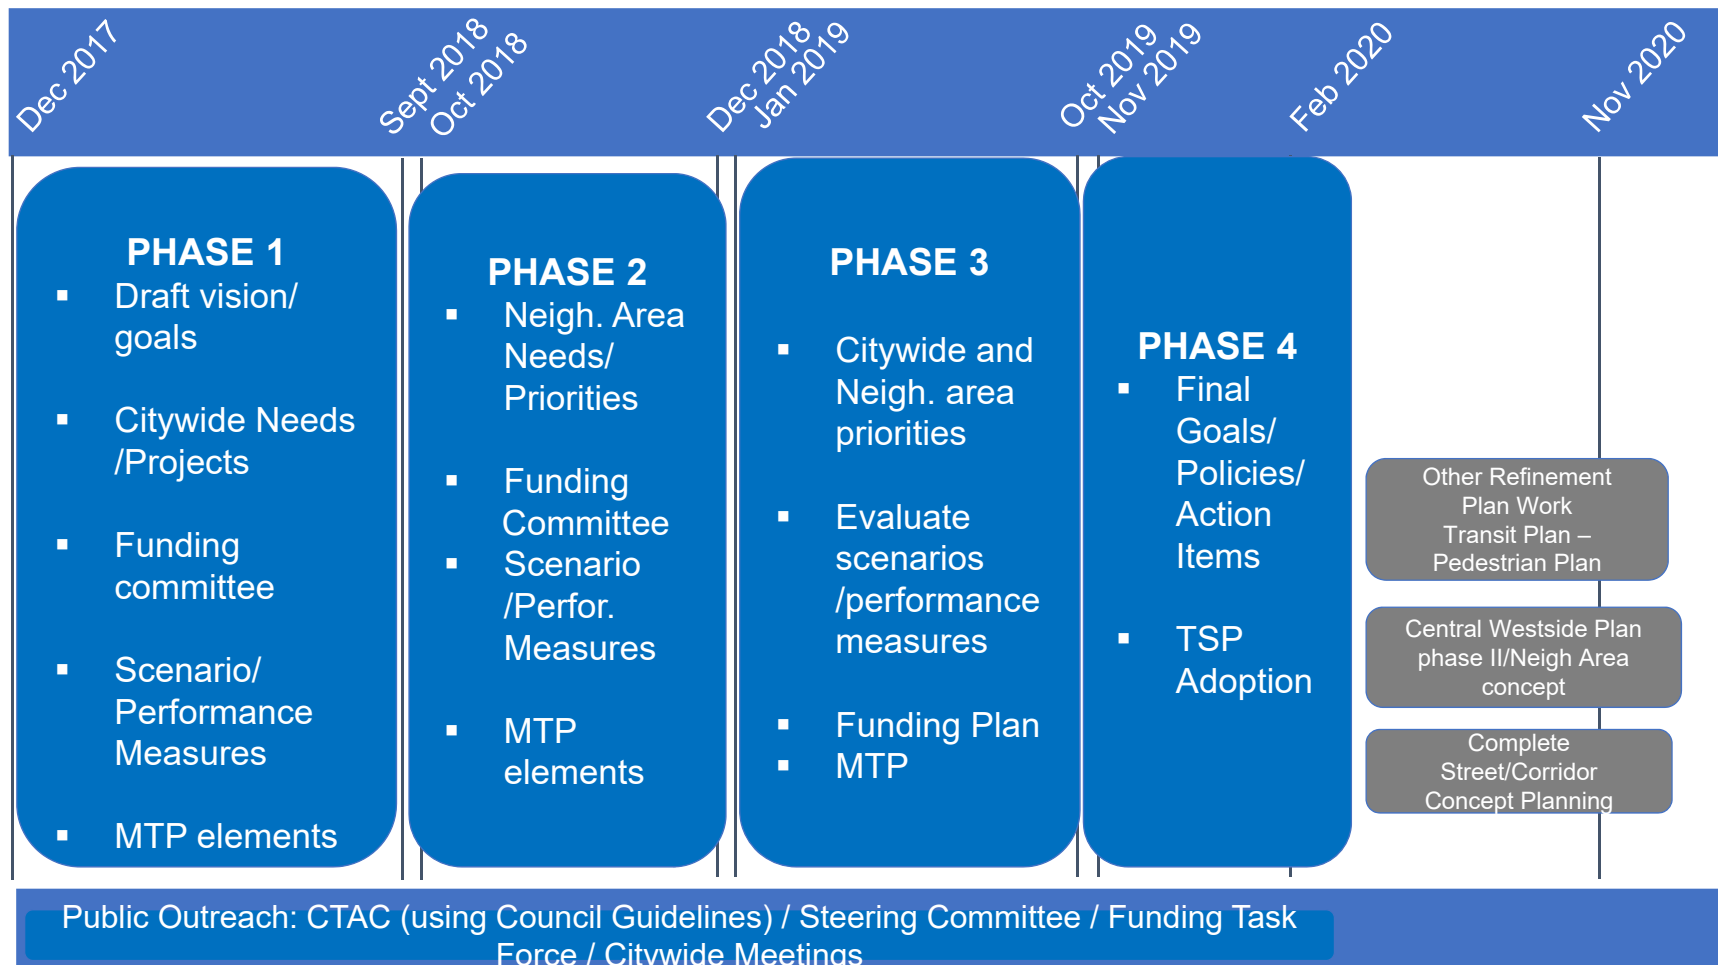 Dec 2017
Sept 2018
Oct 2018
Dec 2018
Jan 2019
Oct 2019
Nov 2019
Feb 2020
Nov 2020
PHASE 1
▪ Draft vision/
goals
▪ Citywide Needs
/Projects
▪ Funding
committee
▪ Scenario/
Performance
Measures
▪ MTP elements
PHASE 2
▪ Neigh. Area
Needs/
Priorities
▪ Funding
Committee
▪ Scenario
/Perfor.
Measures
▪ MTP
elements
PHASE 3
▪ Citywide and
Neigh. area
priorities
▪ Evaluate
scenarios
/performance
measures
▪ Funding Plan
▪ MTP
PHASE 4
▪ Final
Goals/
Policies/
Action
Items
▪ TSP
Adoption
Other Refinement
Plan Work
Transit Plan –
Pedestrian Plan
Central Westside Plan
phase II/Neigh Area
concept
Complete
Street/Corridor
Concept Planning
Public Outreach: CTAC (using Council Guidelines) / Steering Committee / Funding Task
Force / Citywide Meetings